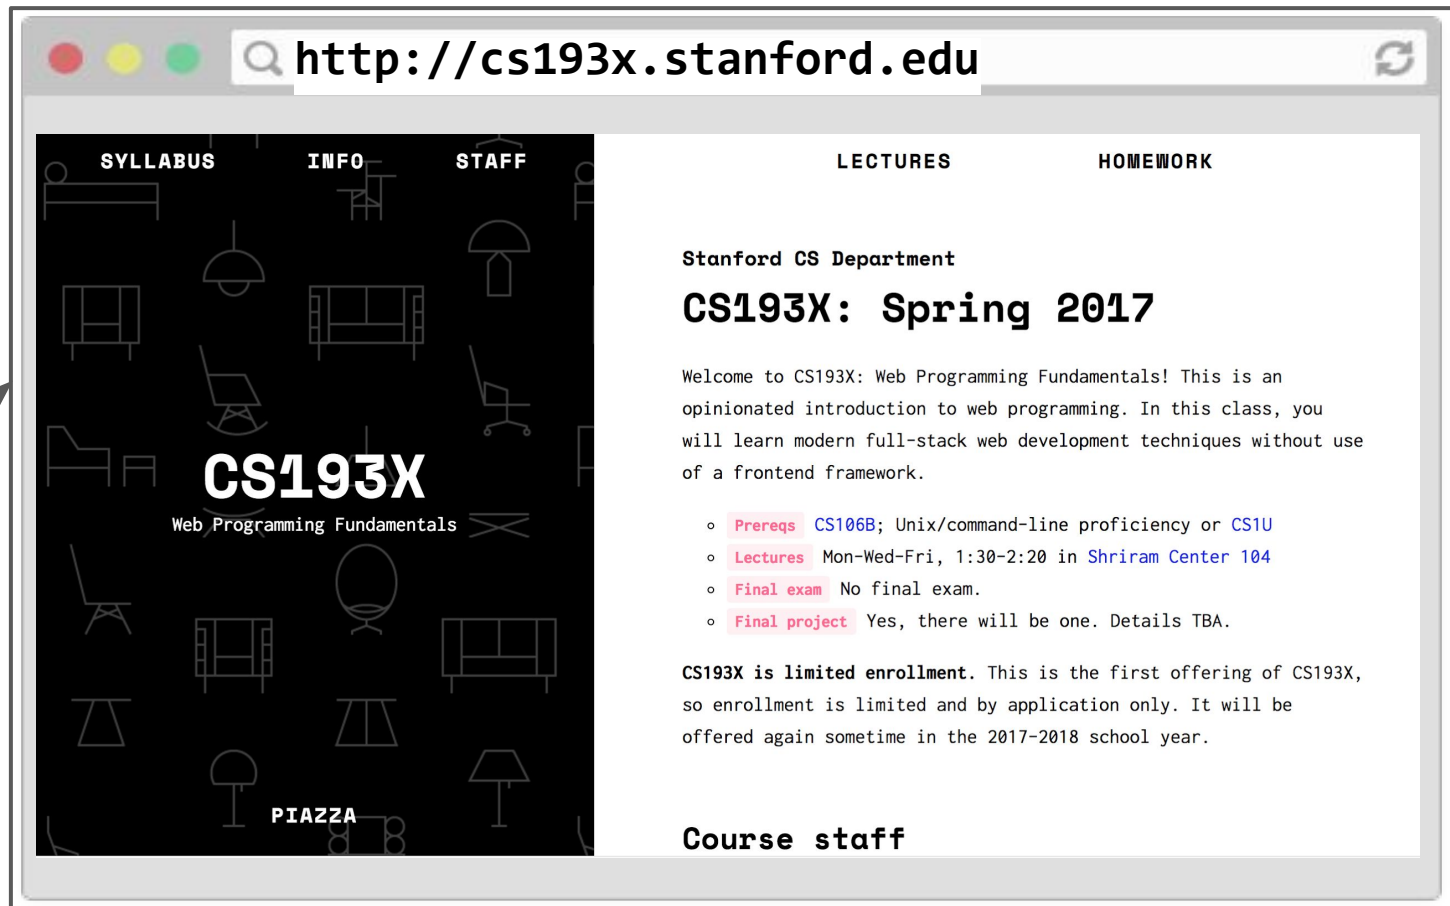 http://cs193x.stanford.edu
SYLLABUS INFO STAFF
LECTURES HOMEWORK
CS193X
Web Programming Fundamentals
PIAZZA
Stanford CS Department
CS193X: Spring 2017
Welcome to CS193X: Web Programming Fundamentals! This is an
opinionated introduction to web programming. In this class, you
will learn modern full-stack web development techniques without use
of a frontend framework.
Prereqs CS106B; Unix/command-line proficiency or CS1U
Lectures Mon-Wed-Fri, 1:30-2:20 in Shriram Center 104
Final exam No final exam.
Final project Yes, there will be one. Details TBA.
CS193X is limited enrollment. This is the first offering of CS193X,
so enrollment is limited and by application only. It will be
offered again sometime in the 2017-2018 school year.
Course staff